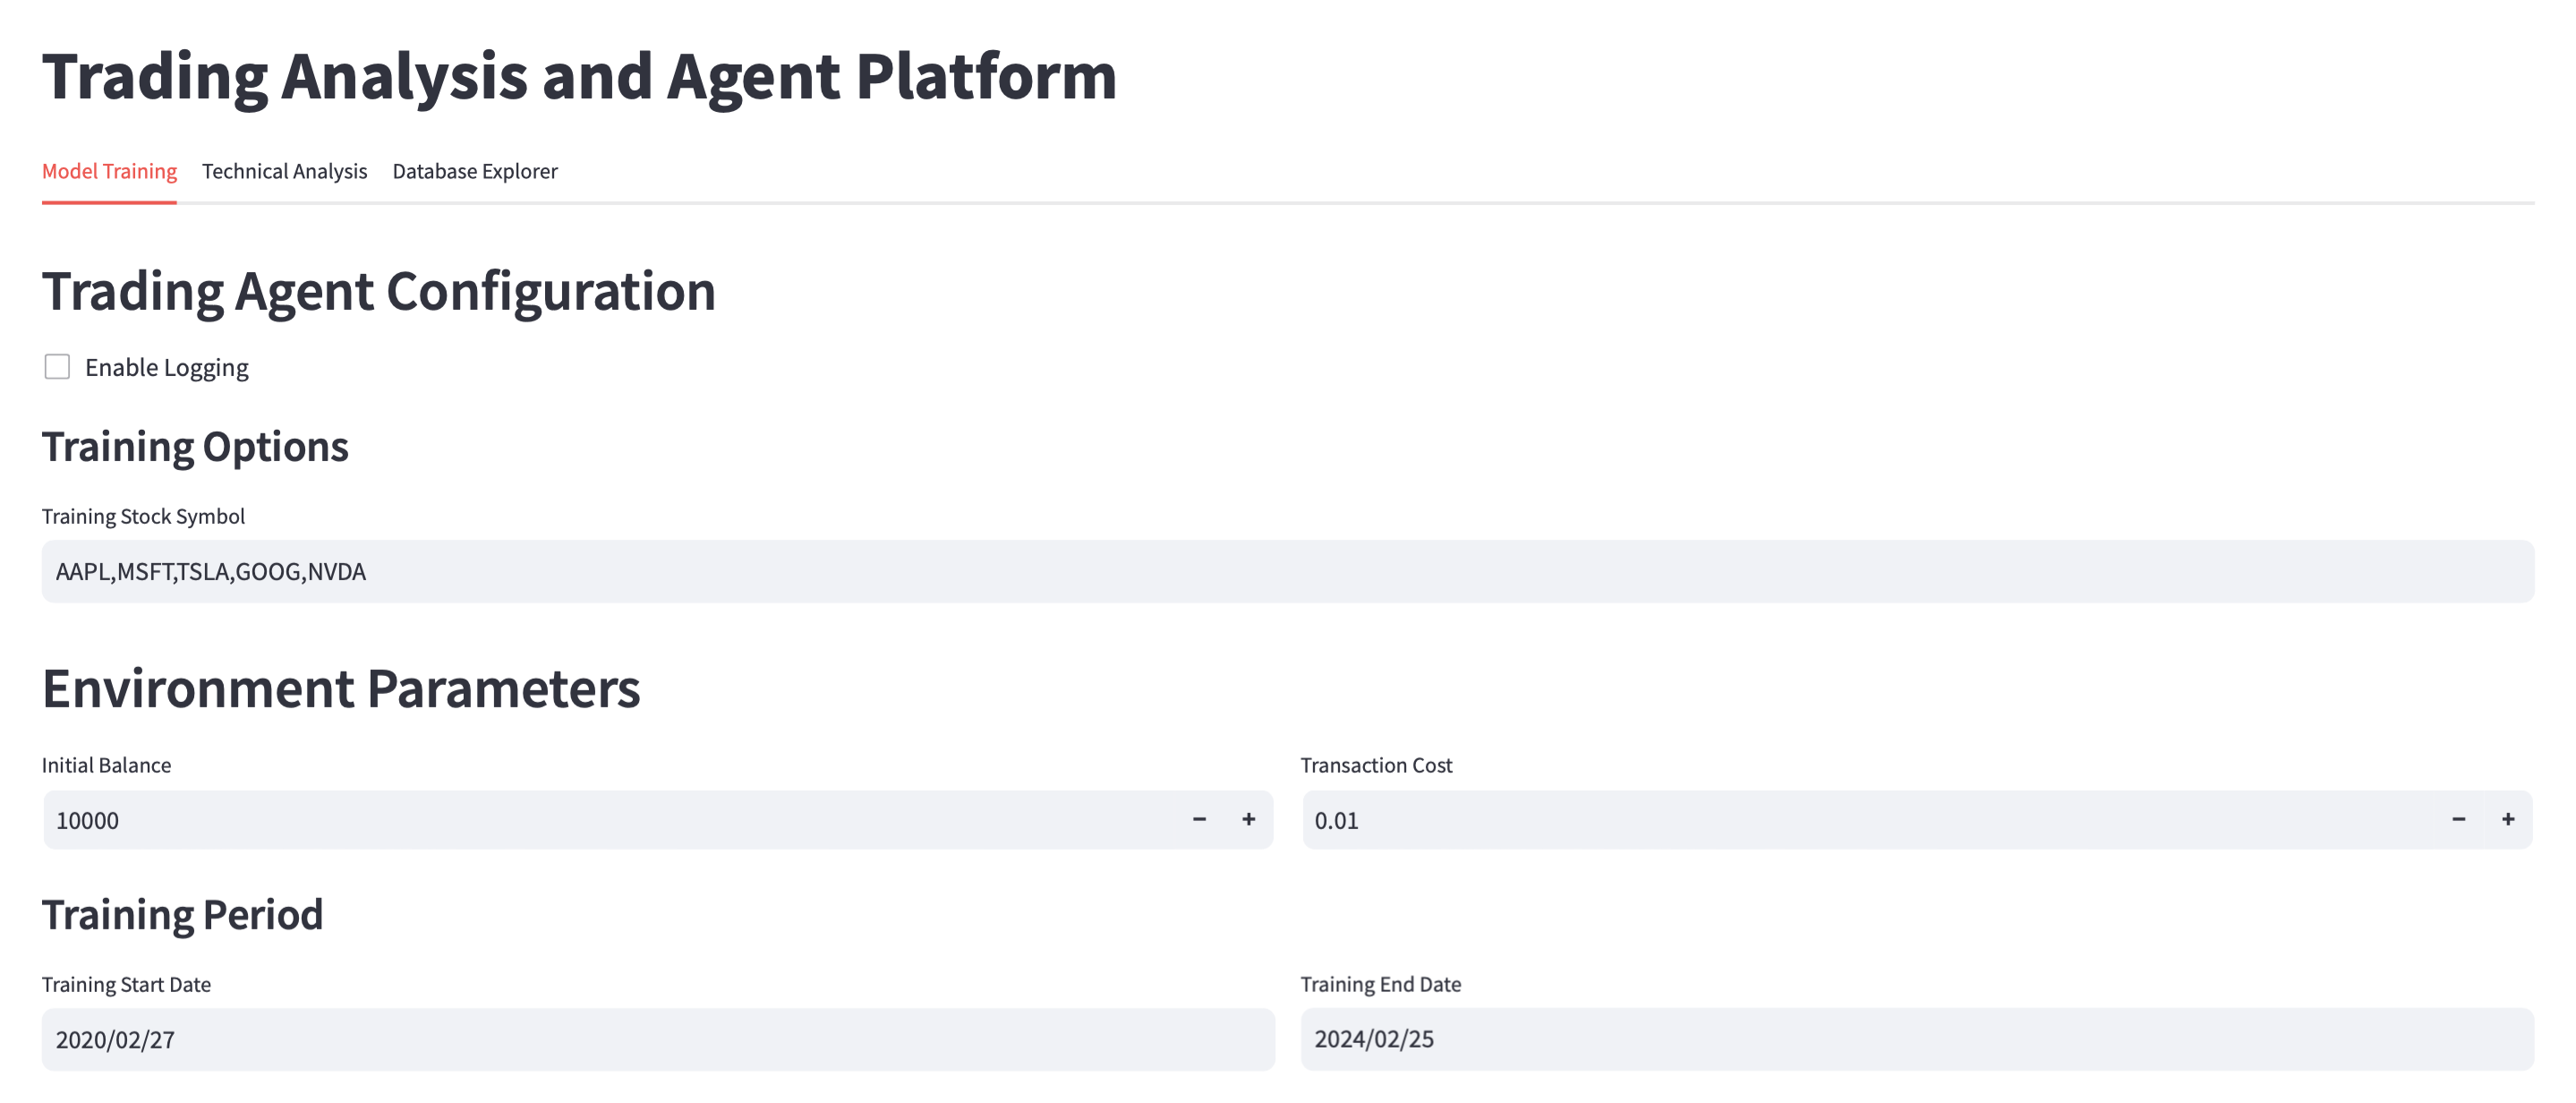 Trading Analysis and Agent Platform
Model Training Technical Analysis Database Explorer
Trading Agent Configuration
Enable Logging
Training Options
Training Stock Symbol
AAPL,MSFT,TSLA,GOOG,NVDA
Environment Parameters
Initial Balance Transaction Cost
10000 − + 0.01 − +
Training Period
Training Start Date Training End Date
2020/02/27 2024/02/25